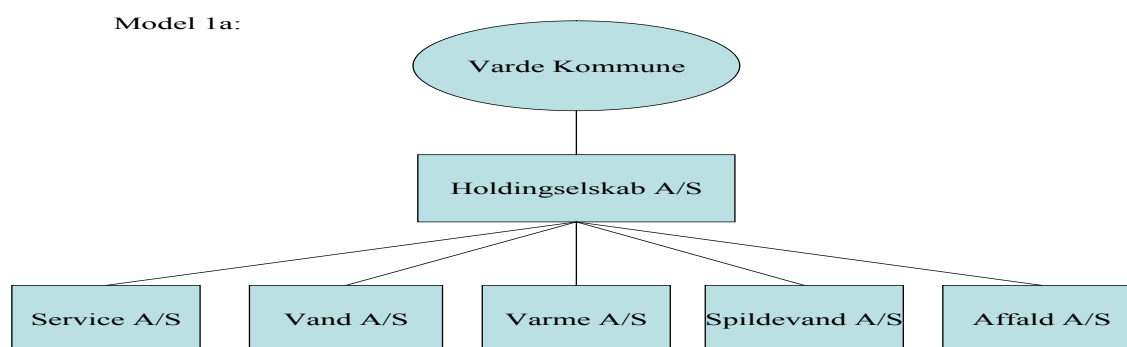 Model 1a:
Varde Kommune
Holdingselskab A/S
Service A/S
Vand A/S
Varme A/S
Spildevand A/S
Affald A/S